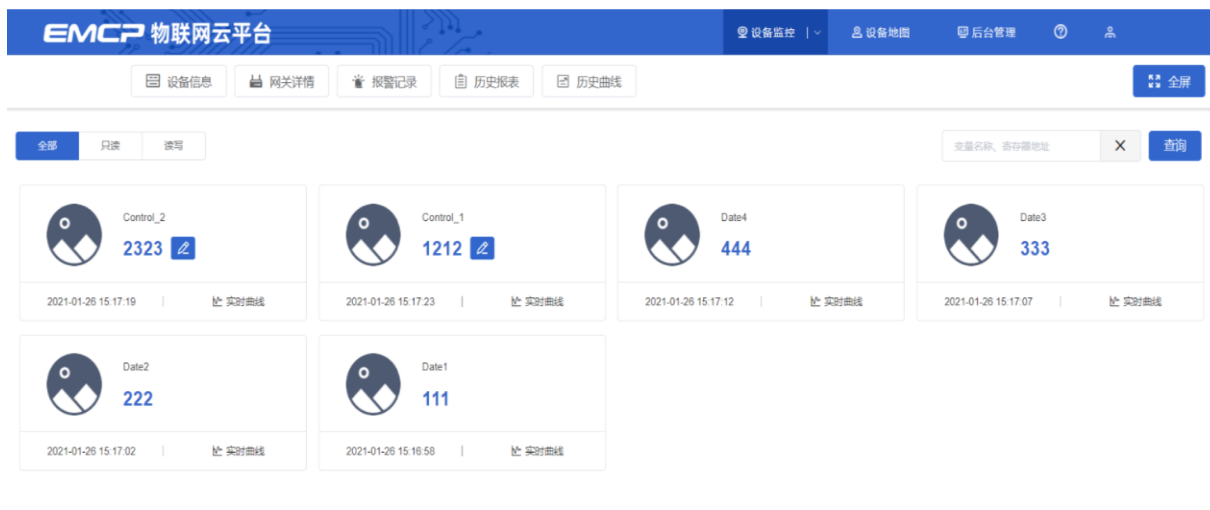 EMCP 物联网云平台 设备监控 设备地图 后台管理
设备信息 网关详情 报警记录 历史报表 历史曲线 全屏
全部 只读 读写 变量名称、寄存器地址 X 查询
Control_2 Control_1 Date4 Date3
2323 1212 444 333
2021-01-26 15:17:19 | 实时曲线 2021-01-26 15:17:23 | 实时曲线 2021-01-26 15:17:12 | 实时曲线 2021-01-26 15:17:07 | 实时曲线
Date2 Date1
222 111
2021-01-26 15:17:02 | 实时曲线 2021-01-26 15:16:58 | 实时曲线